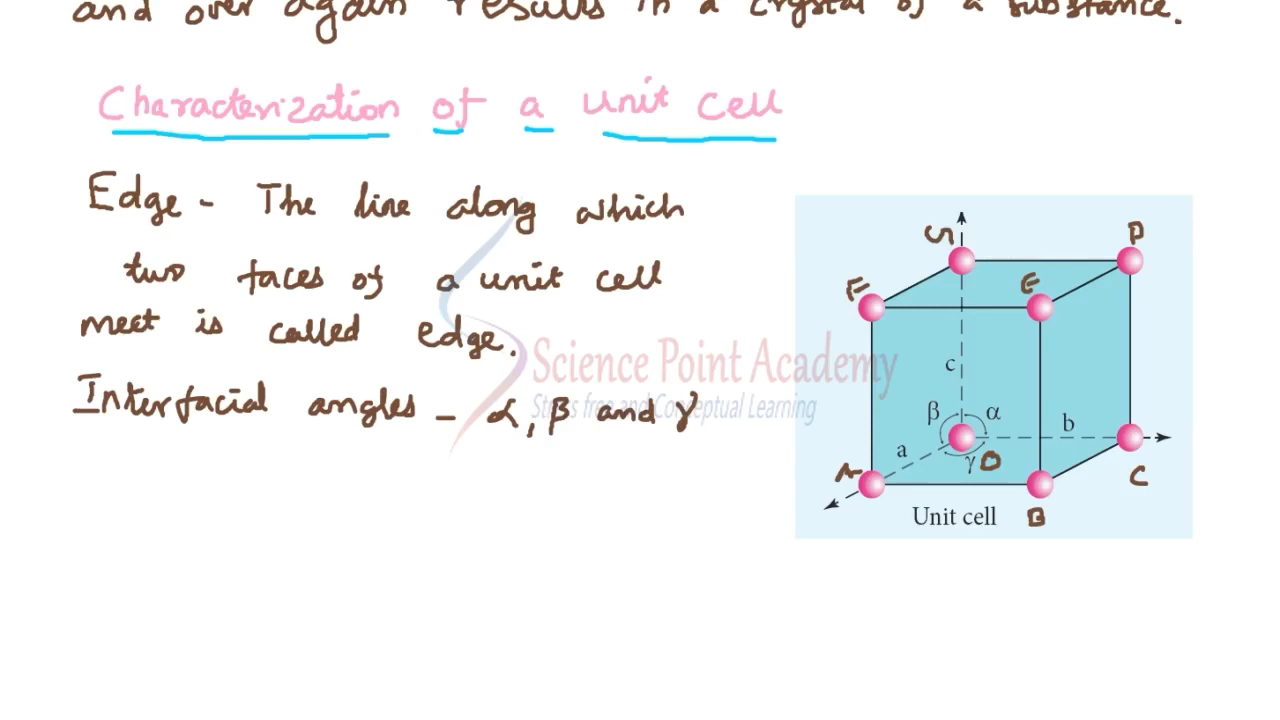 and over again results in a crystal of a substance.
Characterization of a unit cell
Edge - The line along which
two faces of a unit cell
meet is called edge.
Interfacial angles - α, β and γ
Science Point Academy
Stress free and Conceptual Learning
G
D
F
E
c
β
α
b
a
γ
O
A
C
Unit cell
B